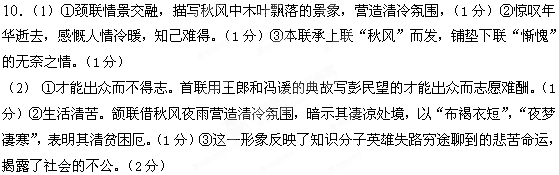 10．（1）①颈联情景交融，描写秋风中木叶飘落的景象，营造清冷氛围，（1 分）②惊叹年
华逝去，感慨人情冷暖，知己难得。（1 分）③本联承上联“秋风”而发，铺垫下联“惭愧”
的无奈之情。（1 分）
（2） ①才能出众而不得志。首联用王郎和冯谖的典故写彭民望的才能出众而志愿难酬。（1
分）②生活清苦。颔联借秋风夜雨营造清冷氛围，暗示其凄凉处境，以“布褐衣短”，“夜梦
凄寒”，表明其清贫困厄。（1 分）③这一形象反映了知识分子英雄失路穷途聊到的悲苦命运，
揭露了社会的不公。（2 分）